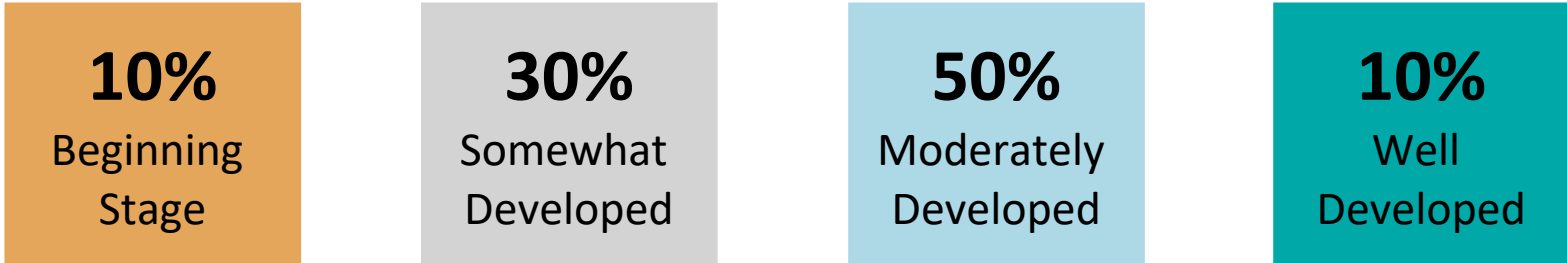 10%
Beginning
Stage
30%
Somewhat
Developed
50%
Moderately
Developed
10%
Well
Developed